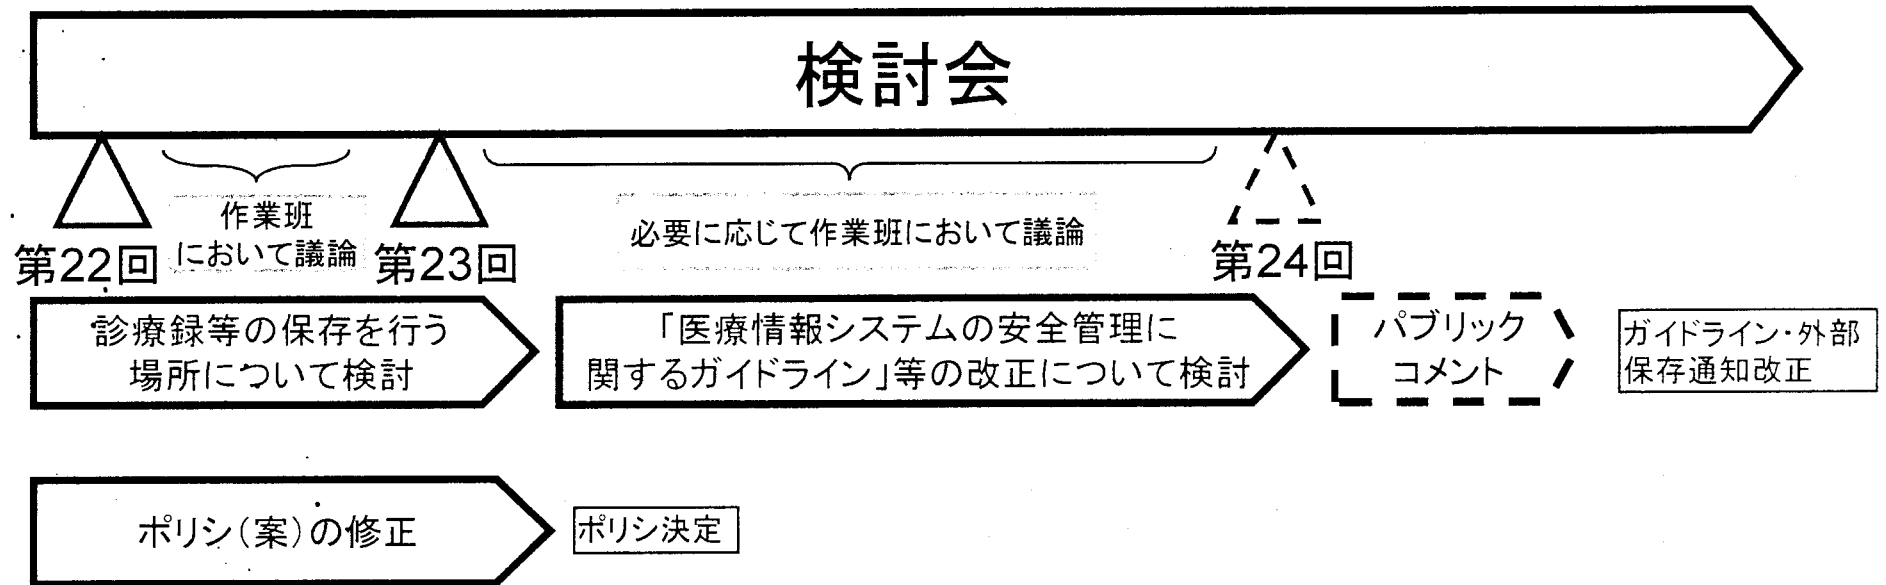 検討会
作業班
において議論
必要に応じて作業班において議論
第22回
第23回
第24回
診療録等の保存を行う
場所について検討
「医療情報システムの安全管理に
関するガイドライン」等の改正について検討
パブリック
コメント
ガイドライン・外部
保存通知改正
ポリシ(案)の修正
ポリシ決定